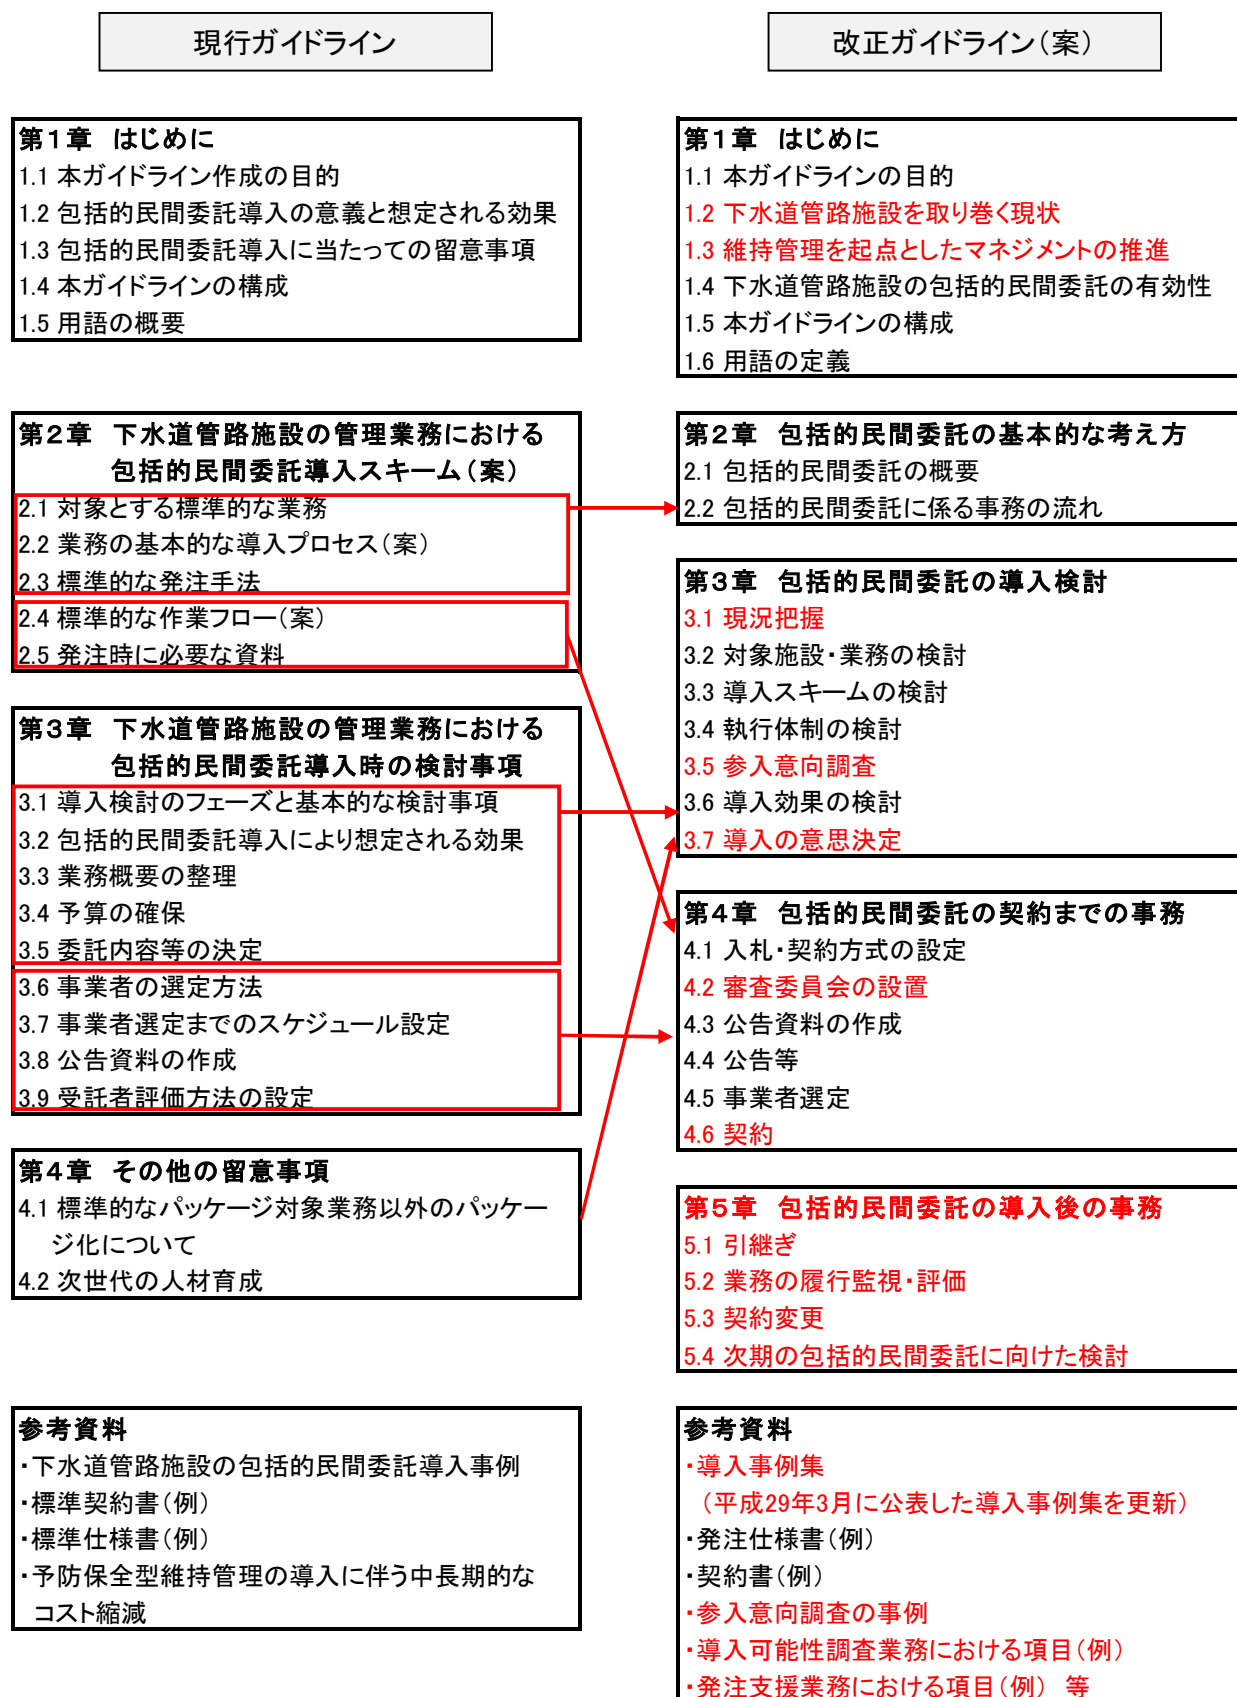 現行ガイドライン
第1章 はじめに
1.1 本ガイドライン作成の目的
1.2 包括的民間委託導入の意義と想定される効果
1.3 包括的民間委託導入に当たっての留意事項
1.4 本ガイドラインの構成
1.5 用語の概要
第2章 下水道管路施設の管理業務における
包括的民間委託導入スキーム(案)
2.1 対象とする標準的な業務
2.2 業務の基本的な導入プロセス(案)
2.3 標準的な発注手法
2.4 標準的な作業フロー(案)
2.5 発注時に必要な資料
第3章 下水道管路施設の管理業務における
包括的民間委託導入時の検討事項
3.1 導入検討のフェーズと基本的な検討事項
3.2 包括的民間委託導入により想定される効果
3.3 業務概要の整理
3.4 予算の確保
3.5 委託内容等の決定
3.6 事業者の選定方法
3.7 事業者選定までのスケジュール設定
3.8 公告資料の作成
3.9 受託者評価方法の設定
第4章 その他の留意事項
4.1 標準的なパッケージ対象業務以外のパッケー
ジ化について
4.2 次世代の人材育成
参考資料
・下水道管路施設の包括的民間委託導入事例
・標準契約書(例)
・標準仕様書(例)
・予防保全型維持管理の導入に伴う中長期的な
コスト縮減
改正ガイドライン(案)
第1章 はじめに
1.1 本ガイドラインの目的
1.2 下水道管路施設を取り巻く現状
1.3 維持管理を起点としたマネジメントの推進
1.4 下水道管路施設の包括的民間委託の有効性
1.5 本ガイドラインの構成
1.6 用語の定義
第2章 包括的民間委託の基本的な考え方
2.1 包括的民間委託の概要
2.2 包括的民間委託に係る事務の流れ
第3章 包括的民間委託の導入検討
3.1 現況把握
3.2 対象施設・業務の検討
3.3 導入スキームの検討
3.4 執行体制の検討
3.5 参入意向調査
3.6 導入効果の検討
3.7 導入の意思決定
第4章 包括的民間委託の契約までの事務
4.1 入札・契約方式の設定
4.2 審査委員会の設置
4.3 公告資料の作成
4.4 公告等
4.5 事業者選定
4.6 契約
第5章 包括的民間委託の導入後の事務
5.1 引継ぎ
5.2 業務の履行監視・評価
5.3 契約変更
5.4 次期の包括的民間委託に向けた検討
参考資料
・導入事例集
(平成29年3月に公表した導入事例集を更新)
・発注仕様書(例)
・契約書(例)
・参入意向調査の事例
・導入可能性調査業務における項目(例)
・発注支援業務における項目(例) 等